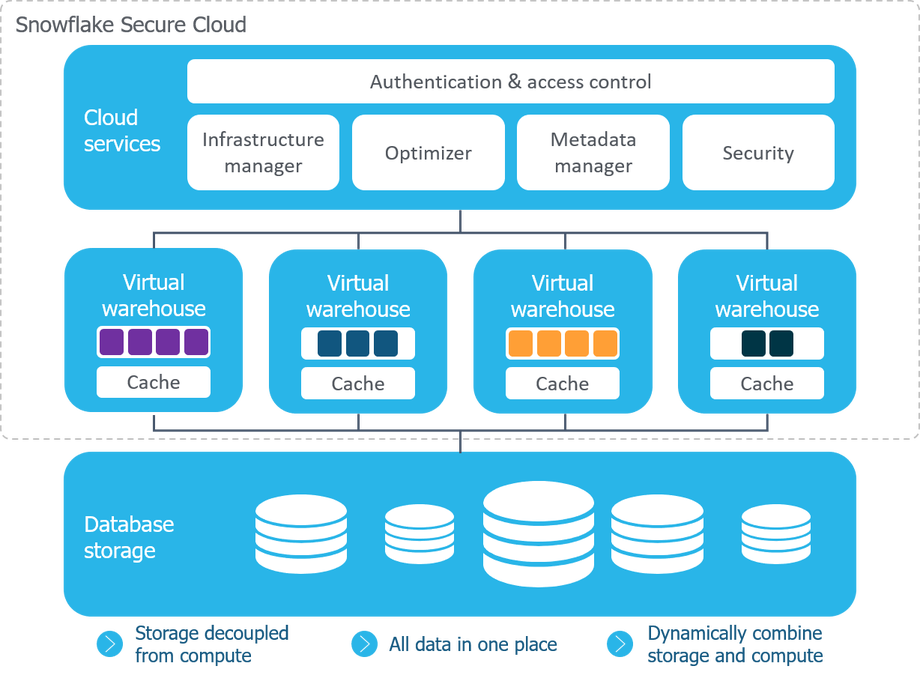 Snowflake Secure Cloud
Cloud
services
Authentication & access control
Infrastructure
manager
Optimizer
Metadata
manager
Security
Virtual
warehouse
Cache
Virtual
warehouse
Cache
Virtual
warehouse
Cache
Virtual
warehouse
Cache
Database
storage
Storage decoupled
from compute
All data in one place
Dynamically combine
storage and compute